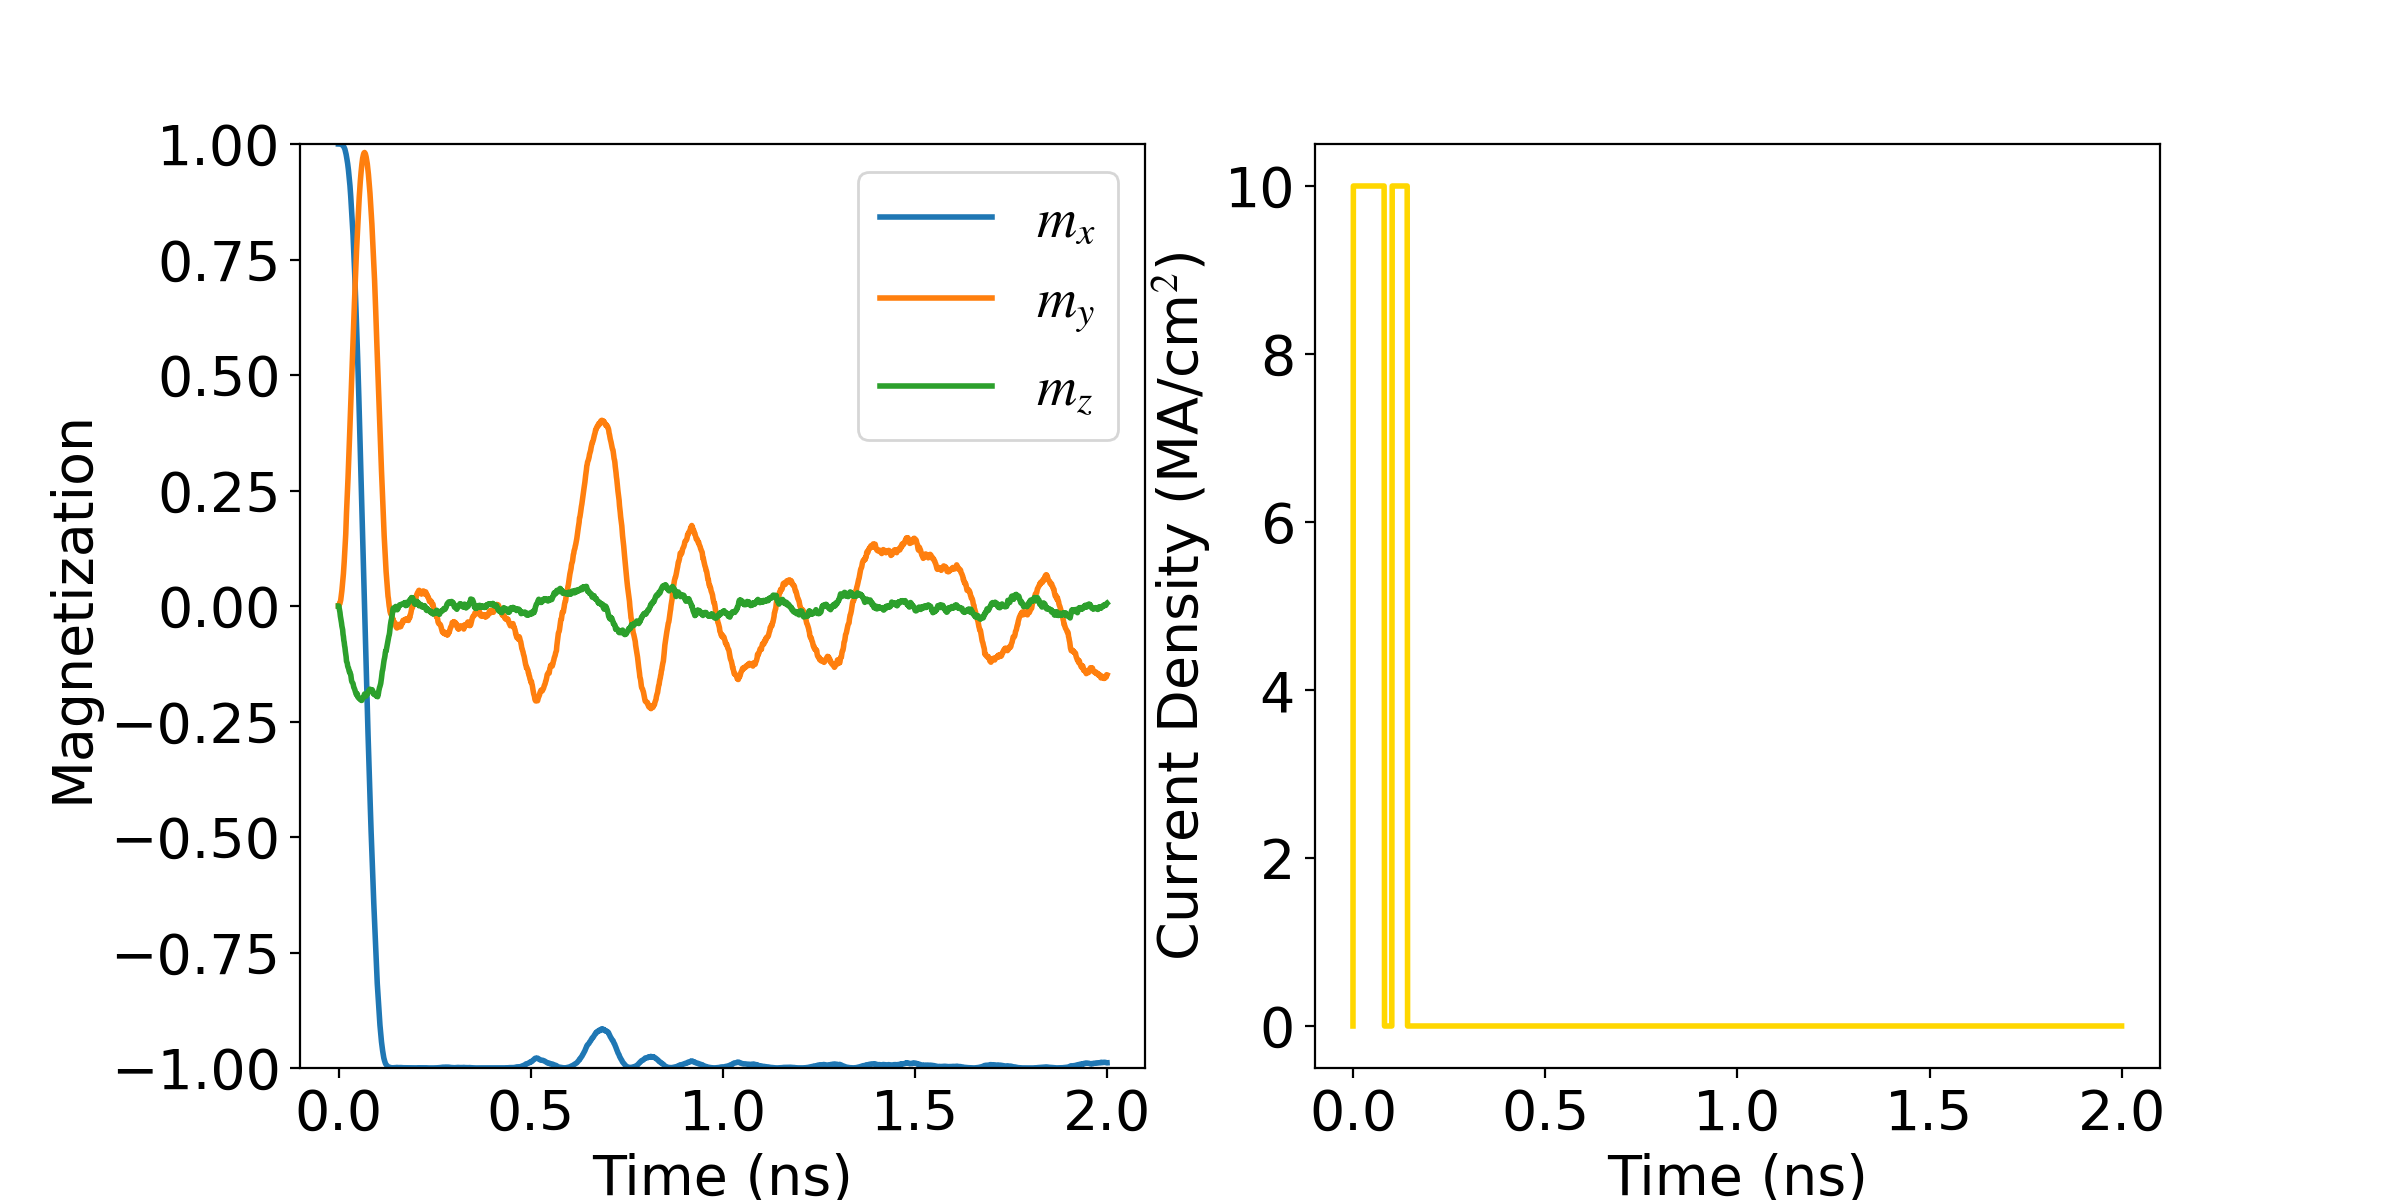 Magnetization
1.00
0.75
0.50
0.25
0.00
−0.25
−0.50
−0.75
−1.00
0.0 0.5 1.0 1.5 2.0
Time (ns)
m_x
m_y
m_z
Current Density (MA/cm²)
10
8
6
4
2
0
0.0 0.5 1.0 1.5 2.0
Time (ns)